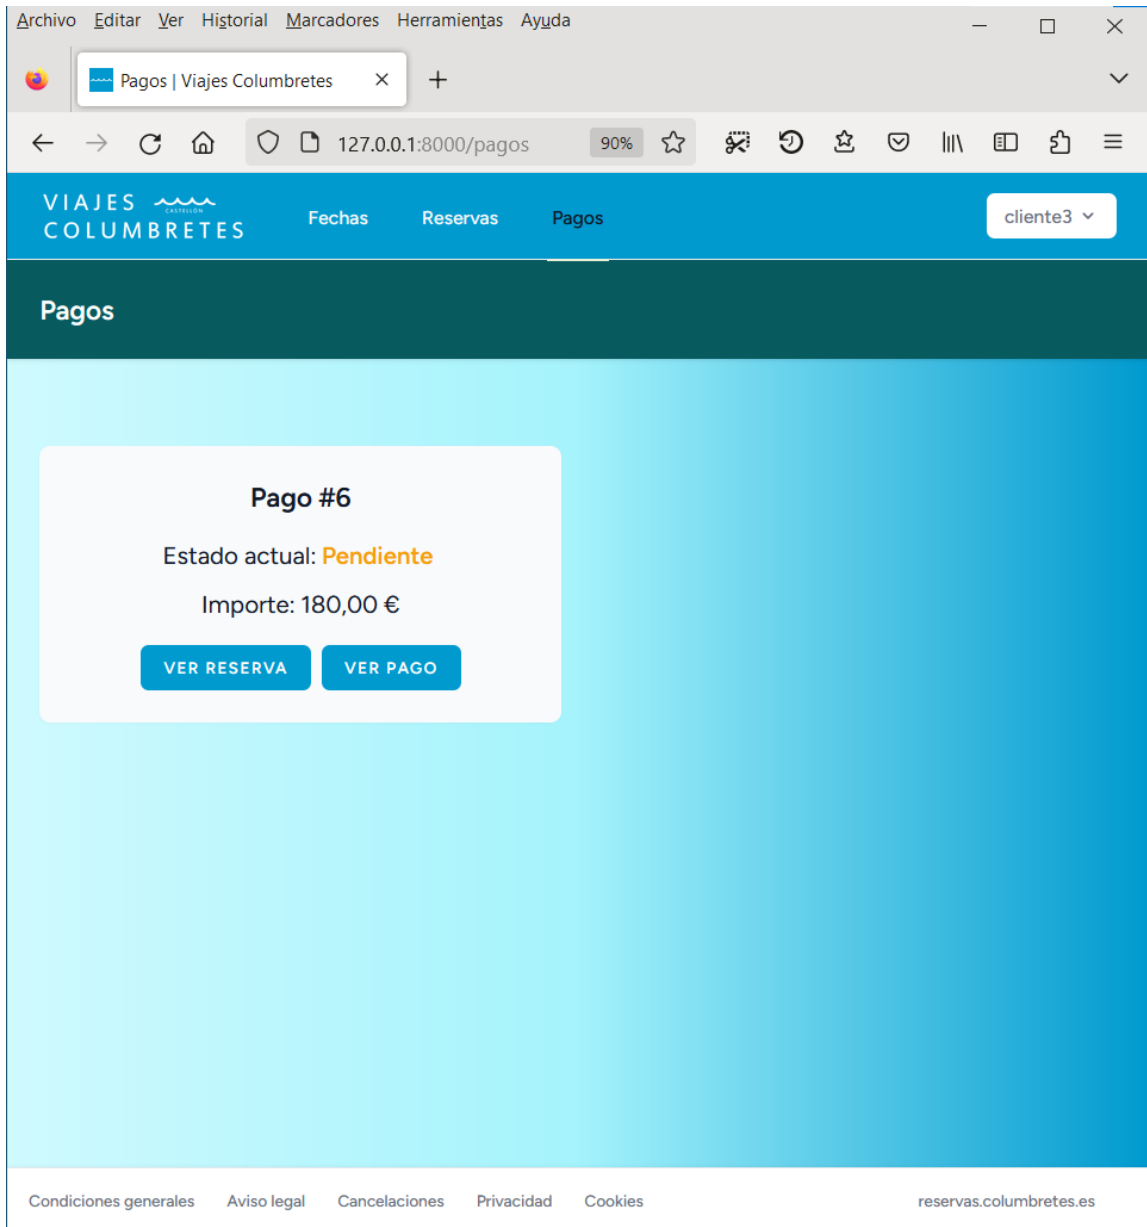 Archivo Editar Ver Historial Marcadores Herramientas Ayuda
Pagos | Viajes Columbretes
127.0.0.1:8000/pagos 90%
VIAJES
CASTELLÓN
COLUMBRETES
Fechas Reservas Pagos cliente3
Pagos
Pago #6
Estado actual: Pendiente
Importe: 180,00 €
VER RESERVA VER PAGO
Condiciones generales Aviso legal Cancelaciones Privacidad Cookies reservas.columbretes.es